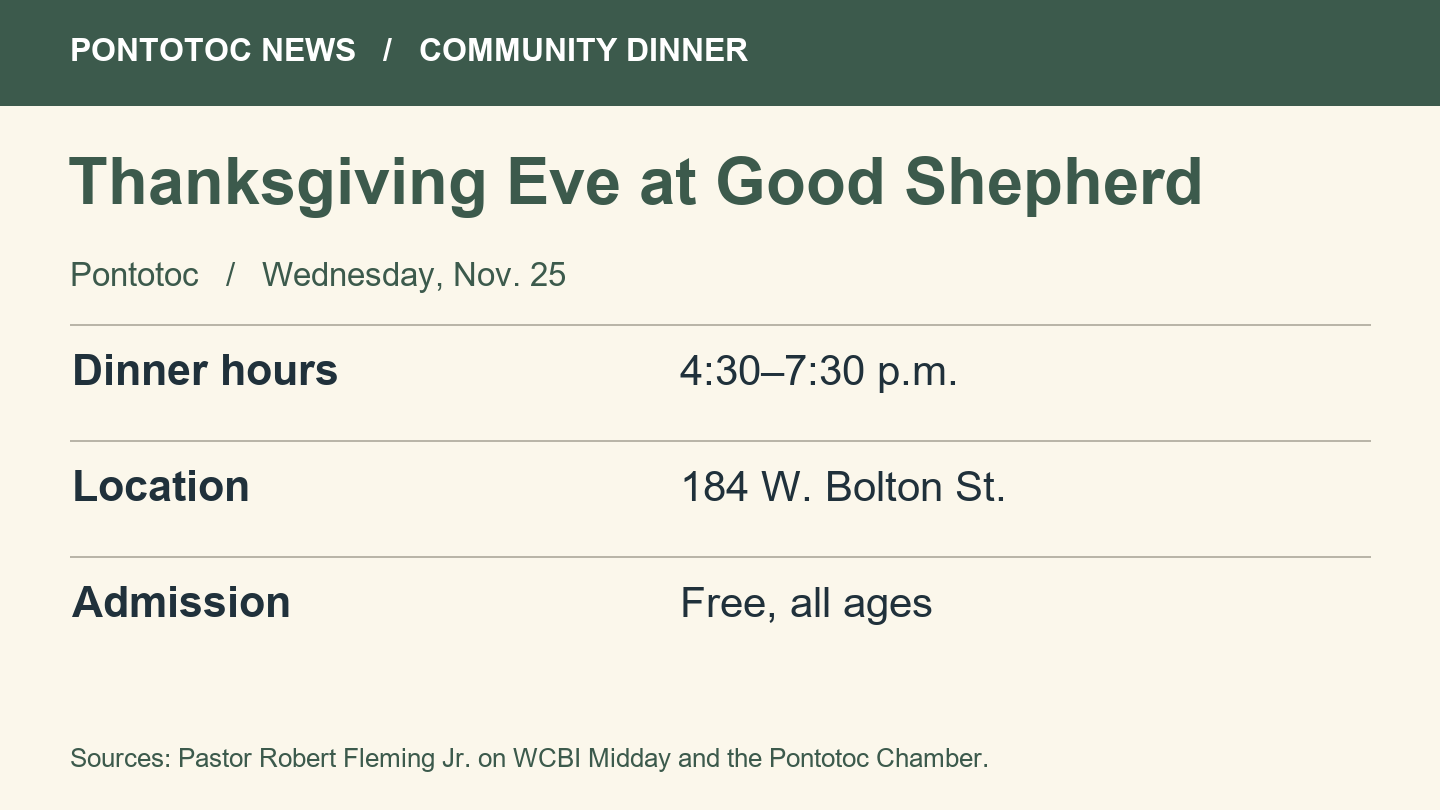 PONTOTOC NEWS / COMMUNITY DINNER
Thanksgiving Eve at Good Shepherd
Pontotoc / Wednesday, Nov. 25
Dinner hours 4:30–7:30 p.m.
Location 184 W. Bolton St.
Admission Free, all ages
Sources: Pastor Robert Fleming Jr. on WCBI Midday and the Pontotoc Chamber.